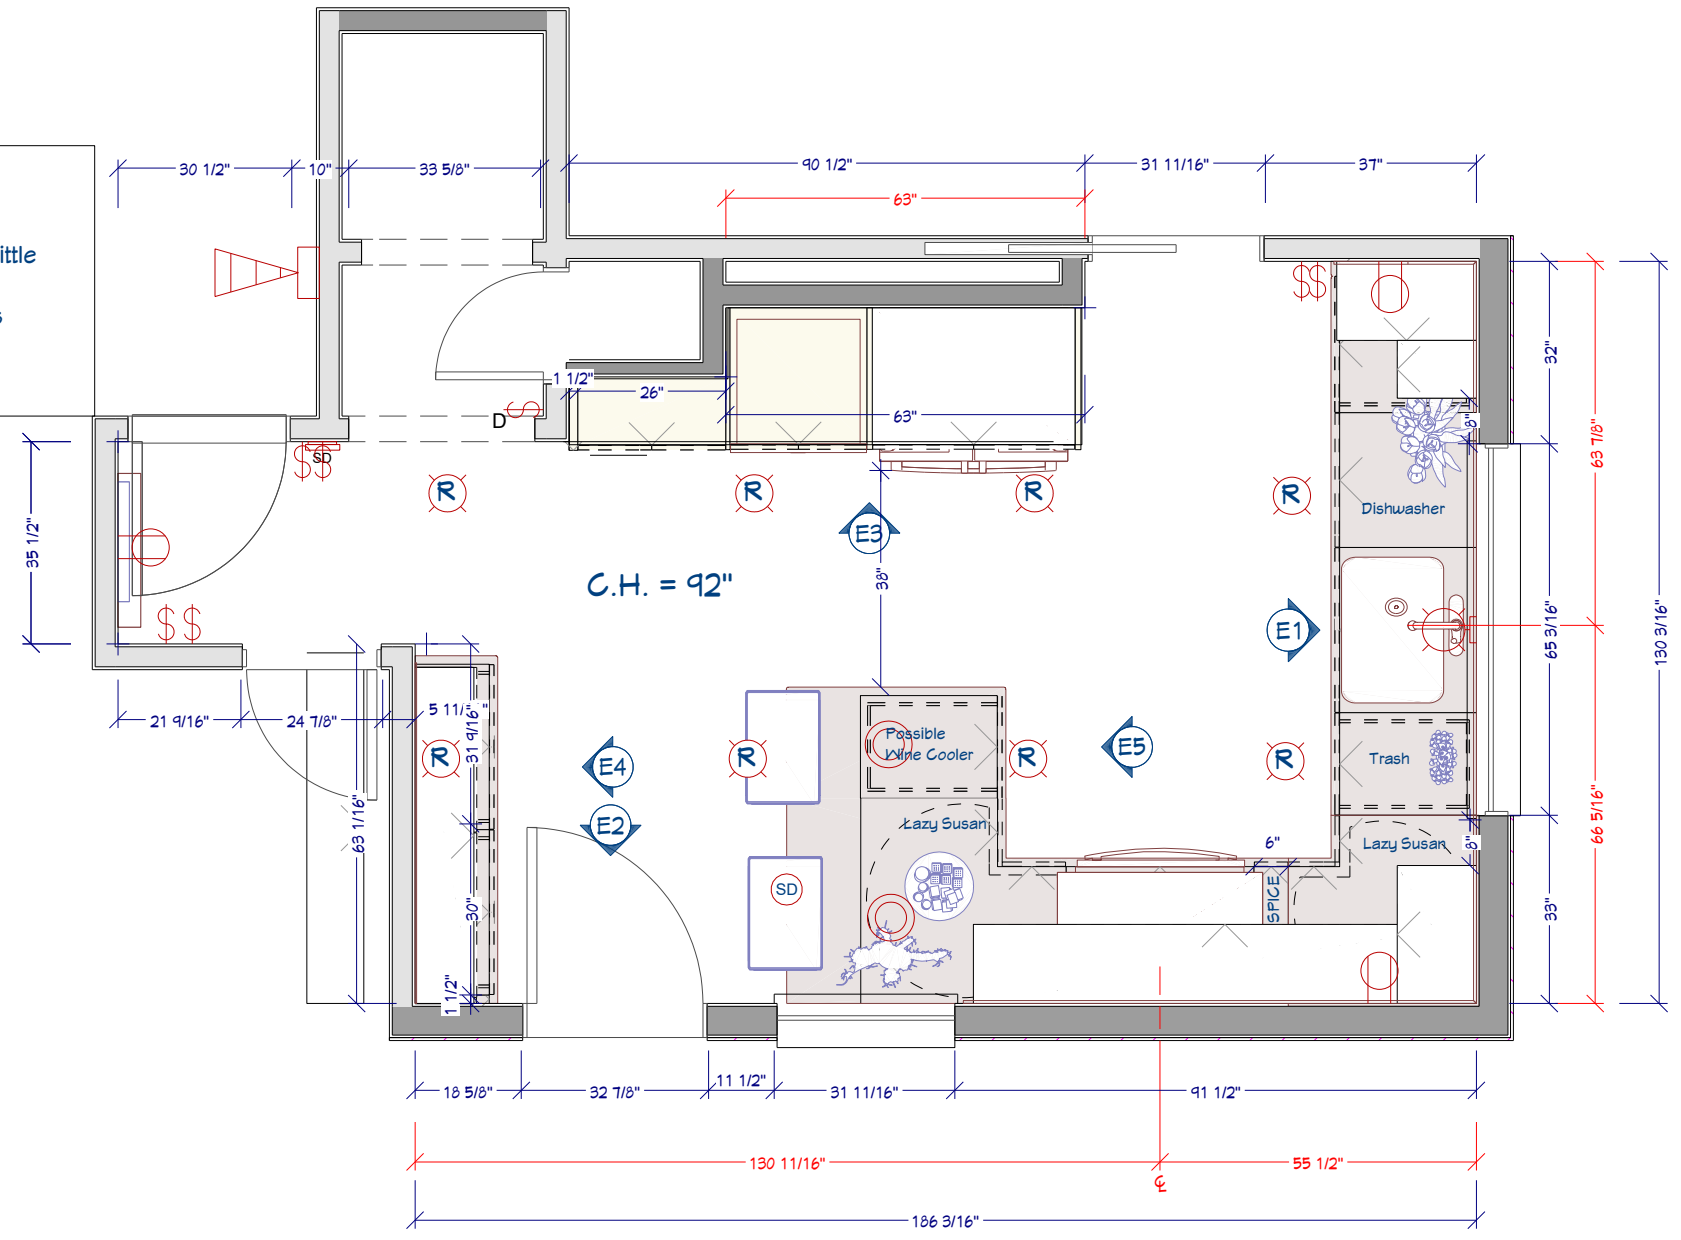 30 1/2"
10"
33 5/8"
90 1/2"
31 11/16"
37"
63"
ittle
s
$$
32"
1 1/2"
26"
63"
D
$
8"
63 7/8"
SD
$$
R
R
R
R
Dishwasher
35 1/2"
E3
C.H. = 92"
38"
E1
65 3/16"
130 3/16"
$$
21 9/16"
24 7/8"
5 11/
"
31 9/16"
R
E4
R
Possible
Wine Cooler
R
E5
R
Trash
63 1/16"
E2
Lazy Susan
6"
Lazy Susan
8"
66 5/16"
SD
SPICE
30"
33"
1 1/2"
18 5/8"
32 7/8"
11 1/2"
31 11/16"
91 1/2"
130 11/16"
55 1/2"
186 3/16"